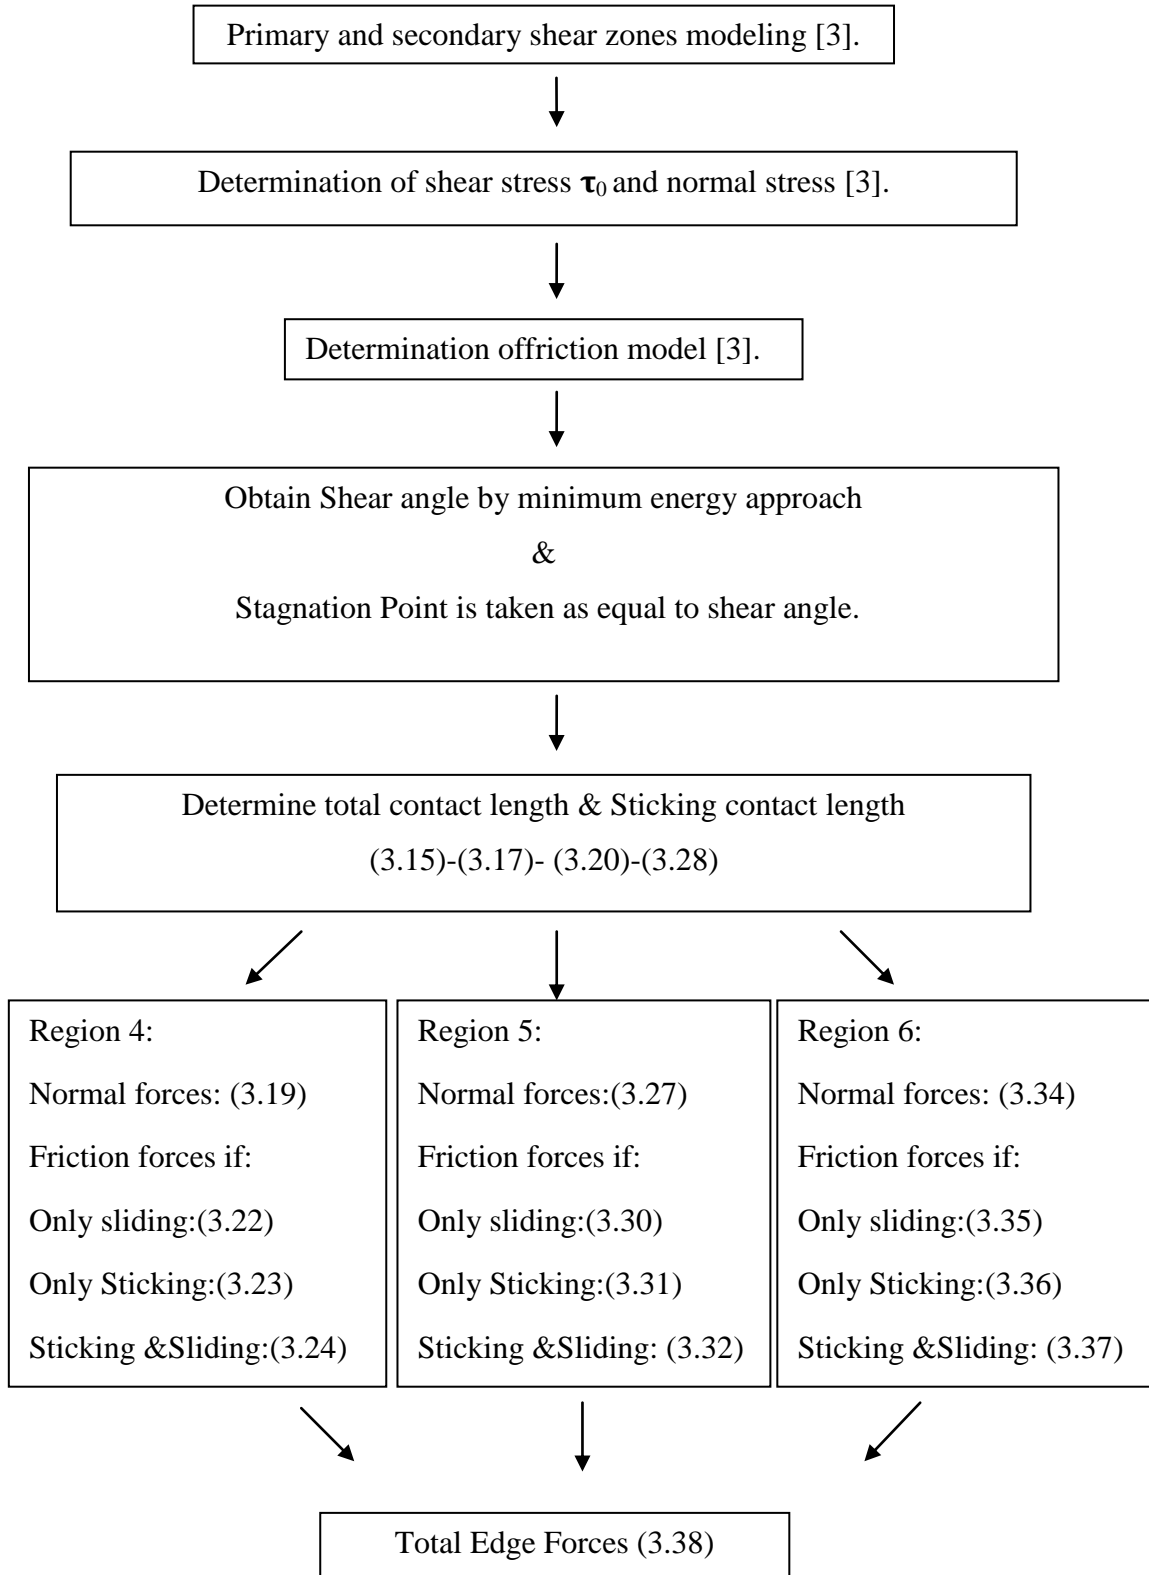 Primary and secondary shear zones modeling [3].
Determination of shear stress τ0 and normal stress [3].
Determination offriction model [3].
Obtain Shear angle by minimum energy approach
&
Stagnation Point is taken as equal to shear angle.
Determine total contact length & Sticking contact length
(3.15)-(3.17)- (3.20)-(3.28)
Region 4:
Normal forces: (3.19)
Friction forces if:
Only sliding:(3.22)
Only Sticking:(3.23)
Sticking &Sliding:(3.24)
Region 5:
Normal forces:(3.27)
Friction forces if:
Only sliding:(3.30)
Only Sticking:(3.31)
Sticking &Sliding: (3.32)
Region 6:
Normal forces: (3.34)
Friction forces if:
Only sliding:(3.35)
Only Sticking:(3.36)
Sticking &Sliding: (3.37)
Total Edge Forces (3.38)